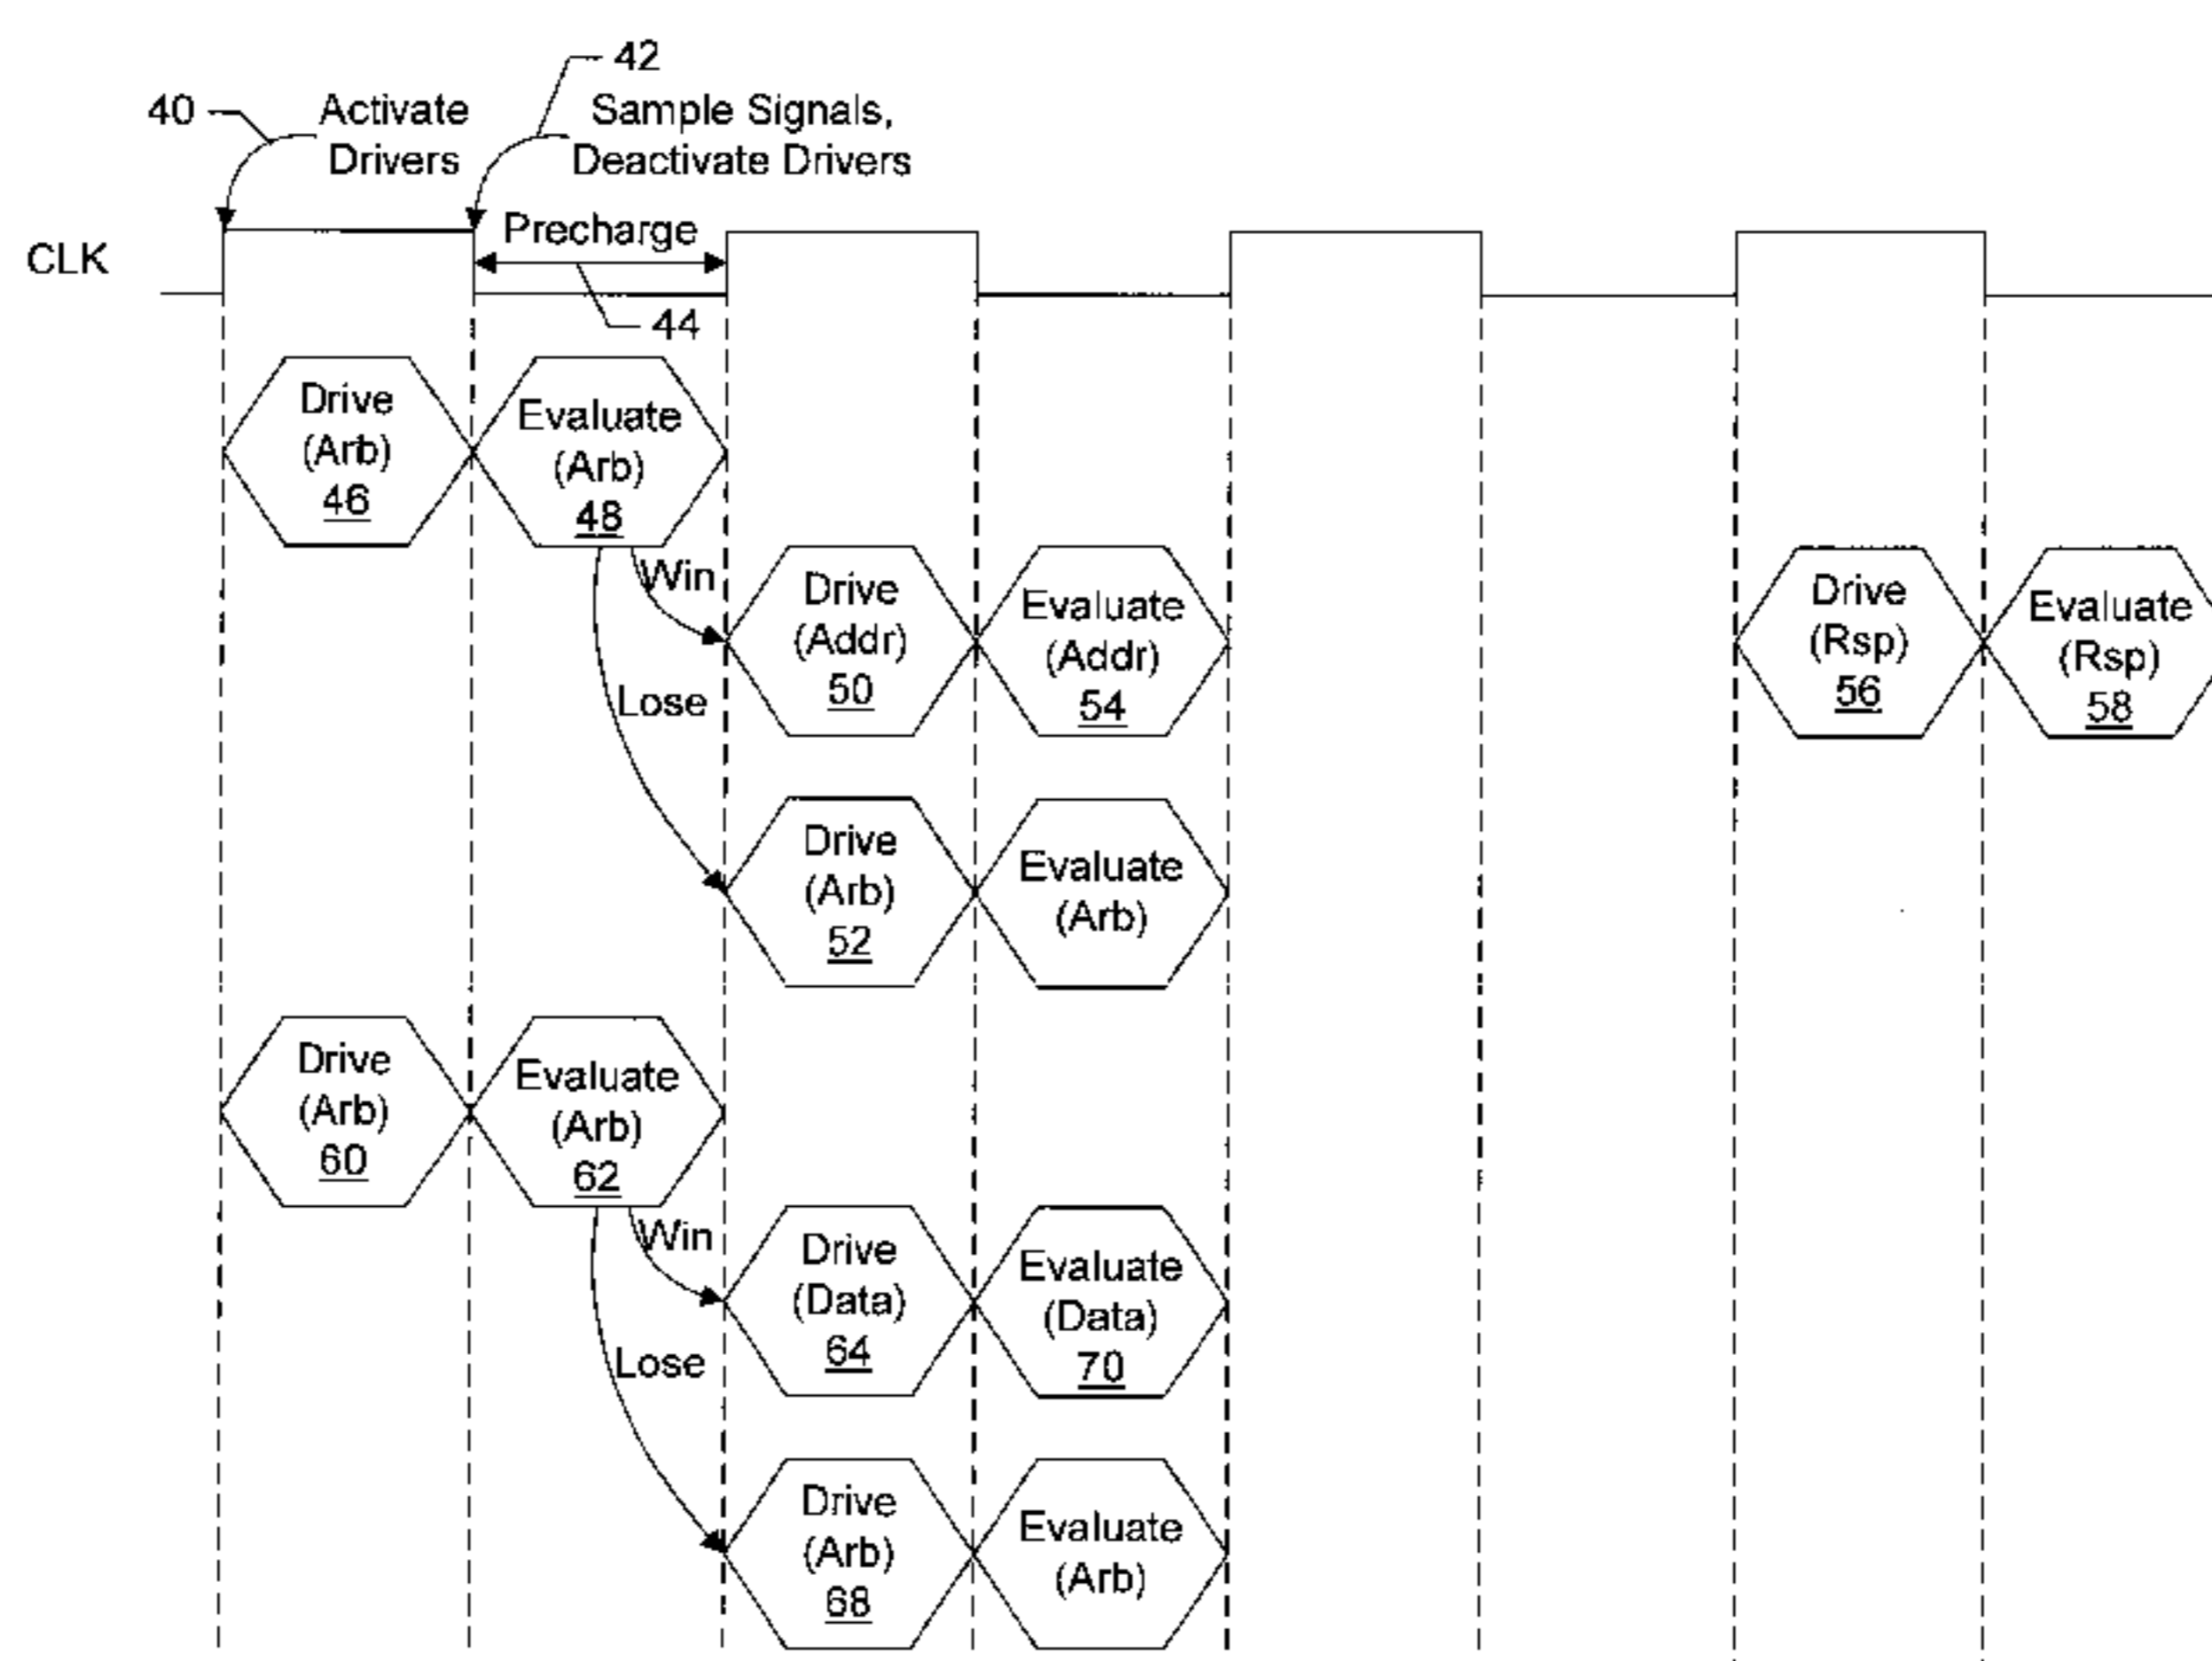 42
40
Activate
Drivers
Sample Signals,
Deactivate Drivers
Precharge
CLK
44
Drive
(Arb)
46
Evaluate
(Arb)
48
Win
Lose
Drive
(Addr)
50
Evaluate
(Addr)
54
Drive
(Rsp)
56
Evaluate
(Rsp)
58
Drive
(Arb)
52
Evaluate
(Arb)
Drive
(Arb)
60
Evaluate
(Arb)
62
Win
Lose
Drive
(Data)
64
Evaluate
(Data)
70
Drive
(Arb)
68
Evaluate
(Arb)